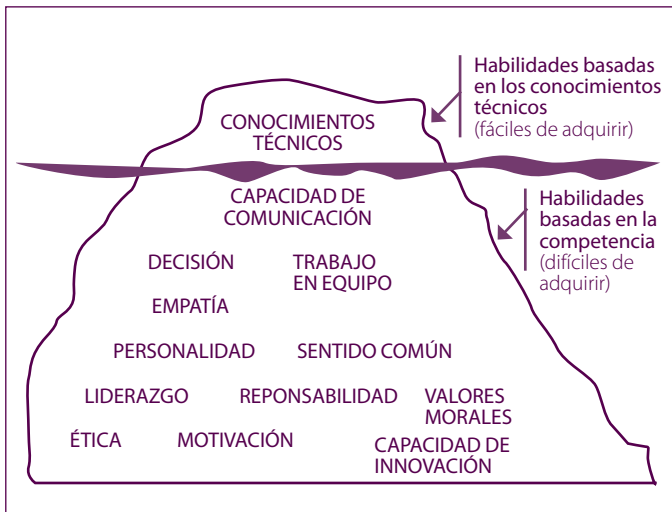 Habilidades basadas
en los conocimientos
técnicos
(fáciles de adquirir)
CONOCIMIENTOS
TÉCNICOS
CAPACIDAD DE
COMUNICACIÓN
Habilidades
basadas en la
competencia
(difíciles de
adquirir)
DECISIÓN
TRABAJO
EN EQUIPO
EMPATÍA
PERSONALIDAD
SENTIDO COMÚN
LIDERAZGO
REPONSABILIDAD
VALORES
MORALES
ÉTICA
MOTIVACIÓN
CAPACIDAD DE
INNOVACIÓN